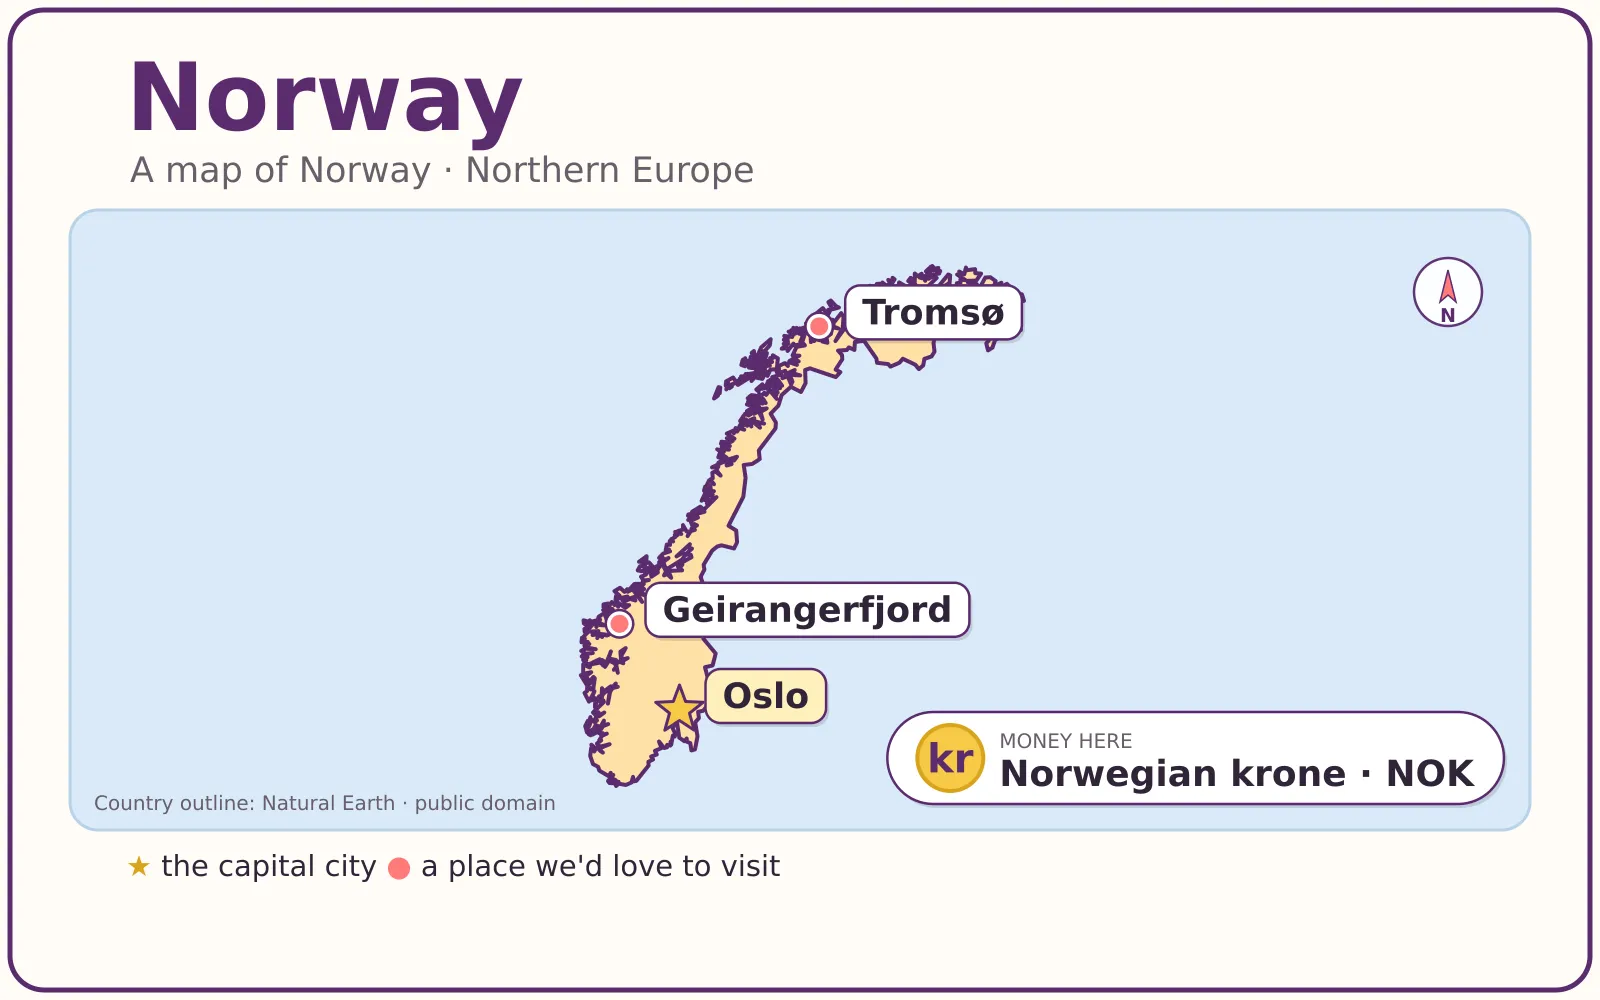 Norway
A map of Norway · Northern Europe
Tromsø
N
Geirangerfjord
Oslo
kr
MONEY HERE
Norwegian krone · NOK
Country outline: Natural Earth · public domain
★ the capital city ● a place we'd love to visit